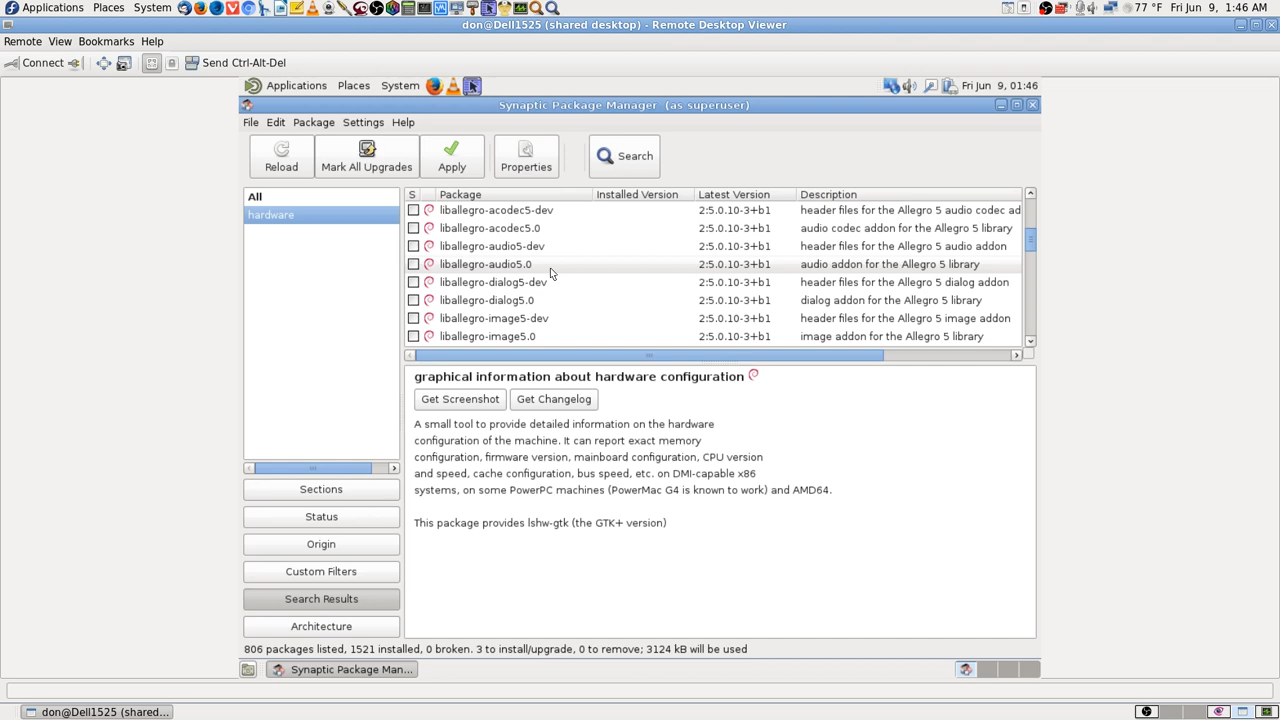 Applications Places System 77 °F Fri Jun 9, 1:46 AM
don@Dell1525 (shared desktop) - Remote Desktop Viewer
Remote View Bookmarks Help
Connect Send Ctrl-Alt-Del
Applications Places System Fri Jun 9, 01:46
Synaptic Package Manager (as superuser)
File Edit Package Settings Help
Reload Mark All Upgrades Apply Properties Search
All
hardware
S Package Installed Version Latest Version Description
liballegro-acodec5-dev 2:5.0.10-3+b1 header files for the Allegro 5 audio codec ad
liballegro-acodec5.0 2:5.0.10-3+b1 audio codec addon for the Allegro 5 library
liballegro-audio5-dev 2:5.0.10-3+b1 header files for the Allegro 5 audio addon
liballegro-audio5.0 2:5.0.10-3+b1 audio addon for the Allegro 5 library
liballegro-dialog5-dev 2:5.0.10-3+b1 header files for the Allegro 5 dialog addon
liballegro-dialog5.0 2:5.0.10-3+b1 dialog addon for the Allegro 5 library
liballegro-image5-dev 2:5.0.10-3+b1 header files for the Allegro 5 image addon
liballegro-image5.0 2:5.0.10-3+b1 image addon for the Allegro 5 library
graphical information about hardware configuration
Get Screenshot Get Changelog
A small tool to provide detailed information on the hardware
configuration of the machine. It can report exact memory
configuration, firmware version, mainboard configuration, CPU version
and speed, cache configuration, bus speed, etc. on DMI-capable x86
systems, on some PowerPC machines (PowerMac G4 is known to work) and AMD64.
This package provides lshw-gtk (the GTK+ version)
Sections
Status
Origin
Custom Filters
Search Results
Architecture
806 packages listed, 1521 installed, 0 broken. 3 to install/upgrade, 0 to remove; 3124 kB will be used
Synaptic Package Man...
don@Dell1525 (shared...